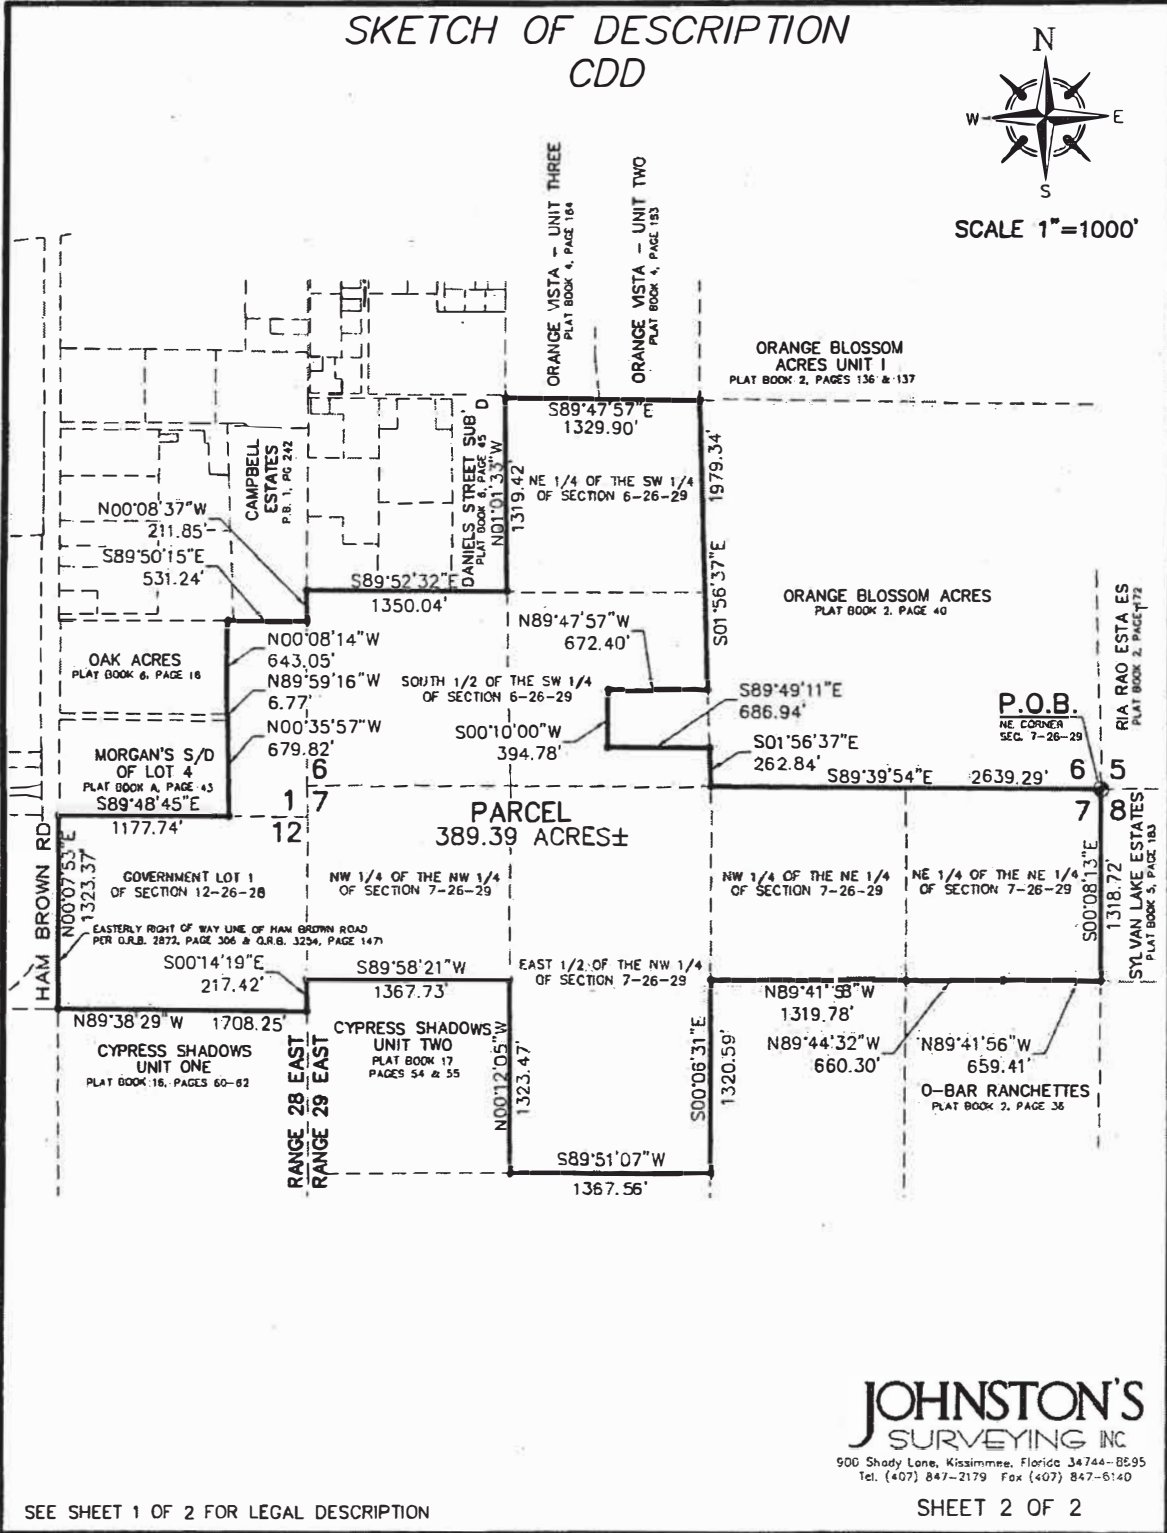 SKETCH OF DESCRIPTION
CDD
N
W
E
S
SCALE 1"=1000'
ORANGE VISTA - UNIT THREE
PLAT BOOK 4, PAGE 184
ORANGE VISTA - UNIT TWO
PLAT BOOK 4, PAGE 183
ORANGE BLOSSOM
ACRES UNIT 1
PLAT BOOK 2, PAGES 136 & 137
S89°47'57"E
1329.90'
CAMPBELL
ESTATES
P.B. 1, PG 242
DANIELS STREET SUB'D
PLAT BOOK 6, PAGE 45
N01°01'33"W
1319.42'
NE 1/4 OF THE SW 1/4
OF SECTION 6-26-29
1979.34'
S01°56'37"E
N00°08'37"W
211.85'
S89°50'15"E
531.24'
S89°52'32"E
1350.04'
ORANGE BLOSSOM ACRES
PLAT BOOK 2, PAGE 40
N89°47'57"W
672.40'
N00°08'14"W
643.05'
OAK ACRES
PLAT BOOK 6, PAGE 16
N89°59'16"W
6.77'
SOUTH 1/2 OF THE SW 1/4
OF SECTION 6-26-29
S89°49'11"E
686.94'
N00°35'57"W
679.82'
S00°10'00"W
394.78'
S01°56'37"E
262.84'
P.O.B.
NE. CORNER
SEC. 7-26-29
RIA RAO ESTA ES
PLAT BOOK 2, PAGE 172
MORGAN'S S/D
OF LOT 4
PLAT BOOK A, PAGE 43
S89°48'45"E
1177.74'
6
1 7
12
S89°39'54"E 2639.29'
6 5
7 8
PARCEL
389.39 ACRES±
HAM BROWN RD
N00°07'53"E
1323.37'
GOVERNMENT LOT 1
OF SECTION 12-26-28
NW 1/4 OF THE NW 1/4
OF SECTION 7-26-29
NW 1/4 OF THE NE 1/4
OF SECTION 7-26-29
NE 1/4 OF THE NE 1/4
OF SECTION 7-26-29
S00°08'13"E
1318.72'
SYLVAN LAKE ESTATES
PLAT BOOK 5, PAGE 183
EASTERLY RIGHT OF WAY LINE OF HAM BROWN ROAD
PER O.R.B. 2872, PAGE 306 & O.R.B. 3254, PAGE 1471
S00°14'19"E
217.42'
S89°58'21"W
1367.73'
EAST 1/2 OF THE NW 1/4
OF SECTION 7-26-29
N89°41'58"W
1319.78'
N89°38'29"W 1708.25'
CYPRESS SHADOWS
UNIT ONE
PLAT BOOK 16, PAGES 60-62
RANGE 28 EAST
RANGE 29 EAST
CYPRESS SHADOWS
UNIT TWO
PLAT BOOK 17
PAGES 54 & 55
N00°12'05"W
1323.47'
S00°06'31"E
1320.59'
N89°44'32"W
660.30'
N89°41'56"W
659.41'
O-BAR RANCHETTES
PLAT BOOK 2, PAGE 36
S89°51'07"W
1367.56'
JOHNSTON'S
SURVEYING INC
900 Shady Lane, Kissimmee, Florida 34744-8595
Tel. (407) 847-2179 Fax (407) 847-6140
SEE SHEET 1 OF 2 FOR LEGAL DESCRIPTION
SHEET 2 OF 2